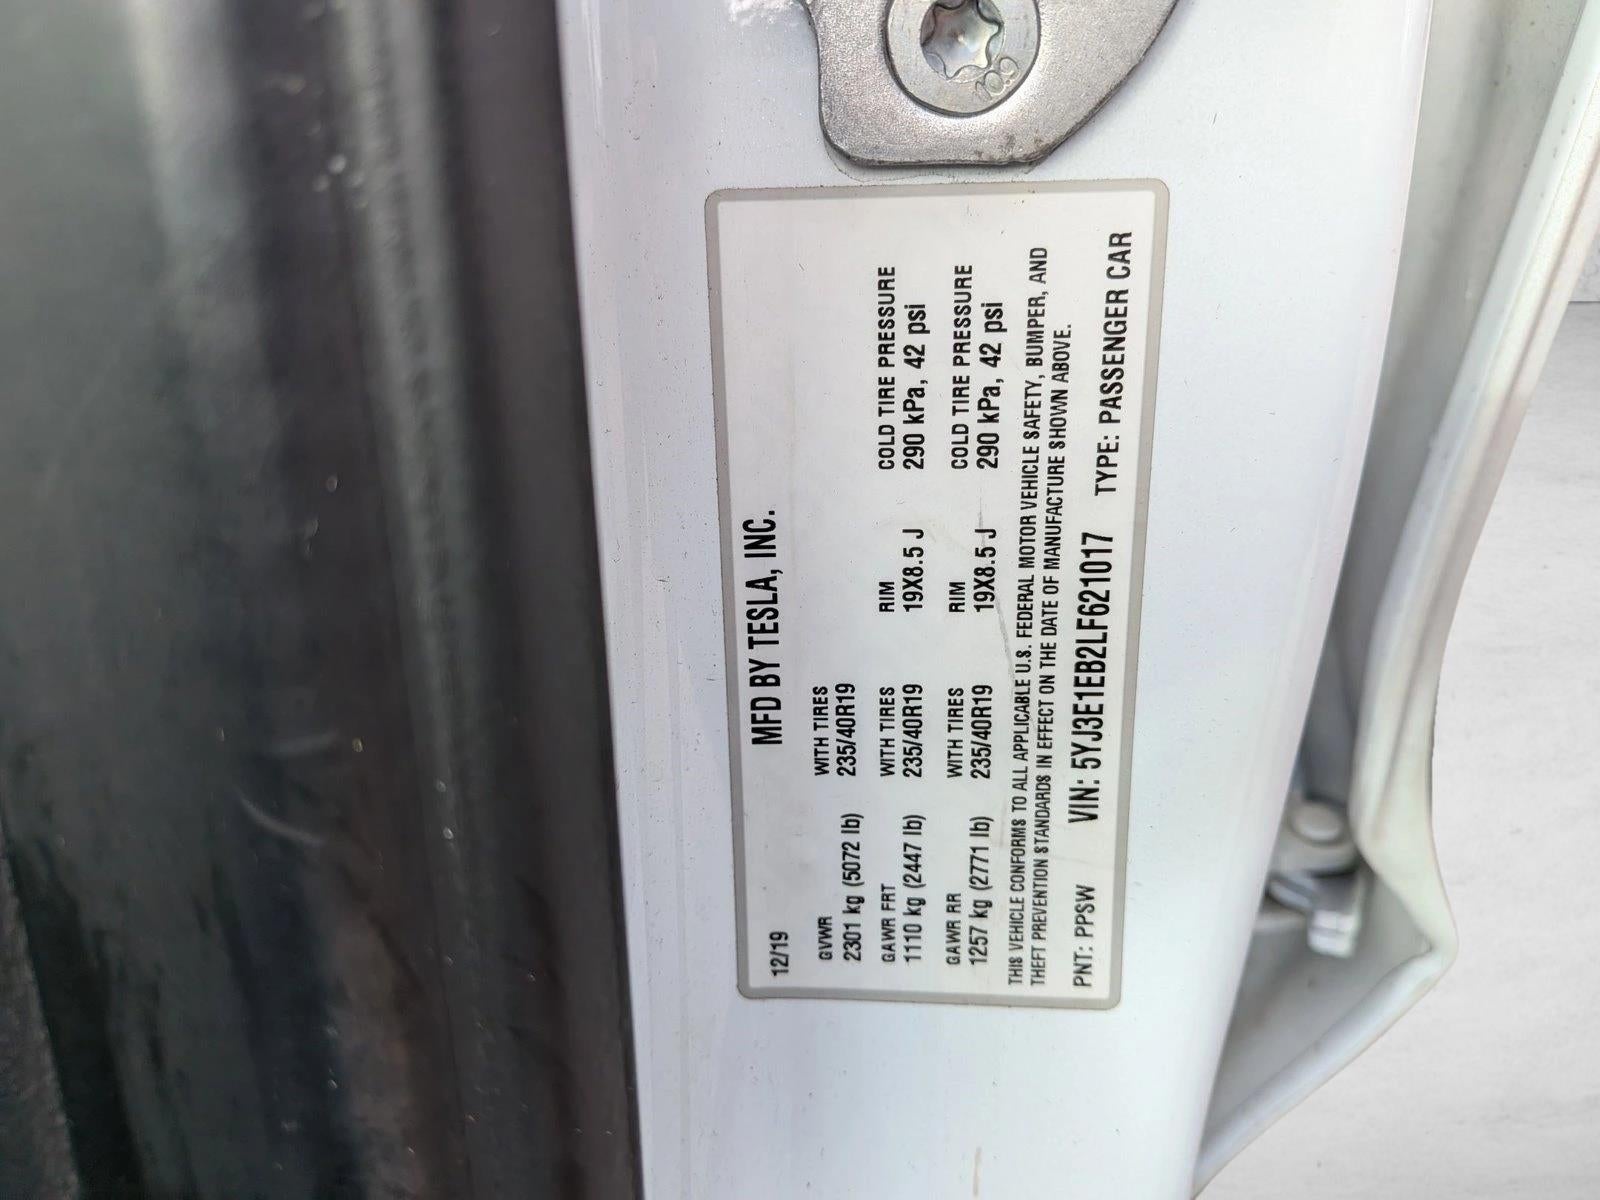 109
12/19 MFD BY TESLA, INC.
GVWR WITH TIRES
2301 kg (5072 lb) 235/40R19
GAWR FRT WITH TIRES RIM COLD TIRE PRESSURE
1110 kg (2447 lb) 235/40R19 19X8.5 J 290 kPa, 42 psi
GAWR RR WITH TIRES RIM COLD TIRE PRESSURE
1257 kg (2771 lb) 235/40R19 19X8.5 J 290 kPa, 42 psi
THIS VEHICLE CONFORMS TO ALL APPLICABLE U.S. FEDERAL MOTOR VEHICLE SAFETY, BUMPER, AND
THEFT PREVENTION STANDARDS IN EFFECT ON THE DATE OF MANUFACTURE SHOWN ABOVE.
PNT: PPSW VIN: 5YJ3E1EB2LF621017 TYPE: PASSENGER CAR